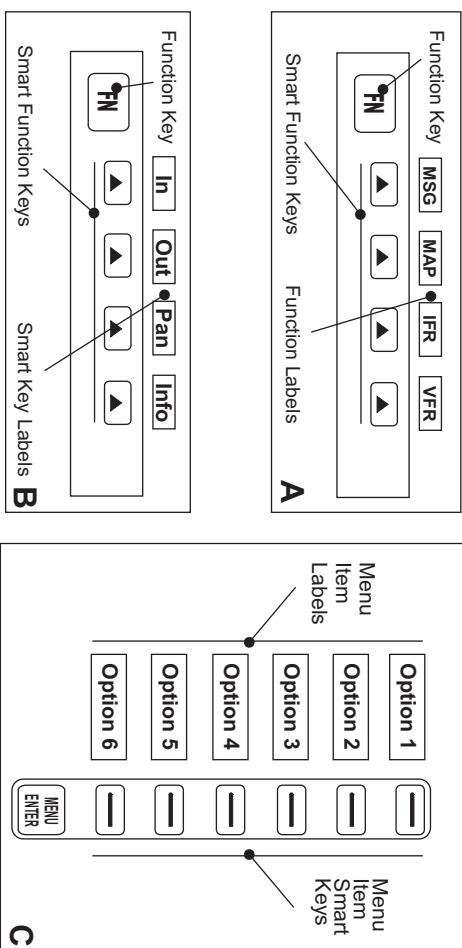 Function Key
MSG MAP IFR VFR
FN
Smart Function Keys
Function Labels
A
Function Key
In Out Pan Info
FN
Smart Function Keys
Smart Key Labels
B
Menu
Item
Labels
Option 1
Option 2
Option 3
Option 4
Option 5
Option 6
MENU
ENTER
Menu
Item
Smart
Keys
C